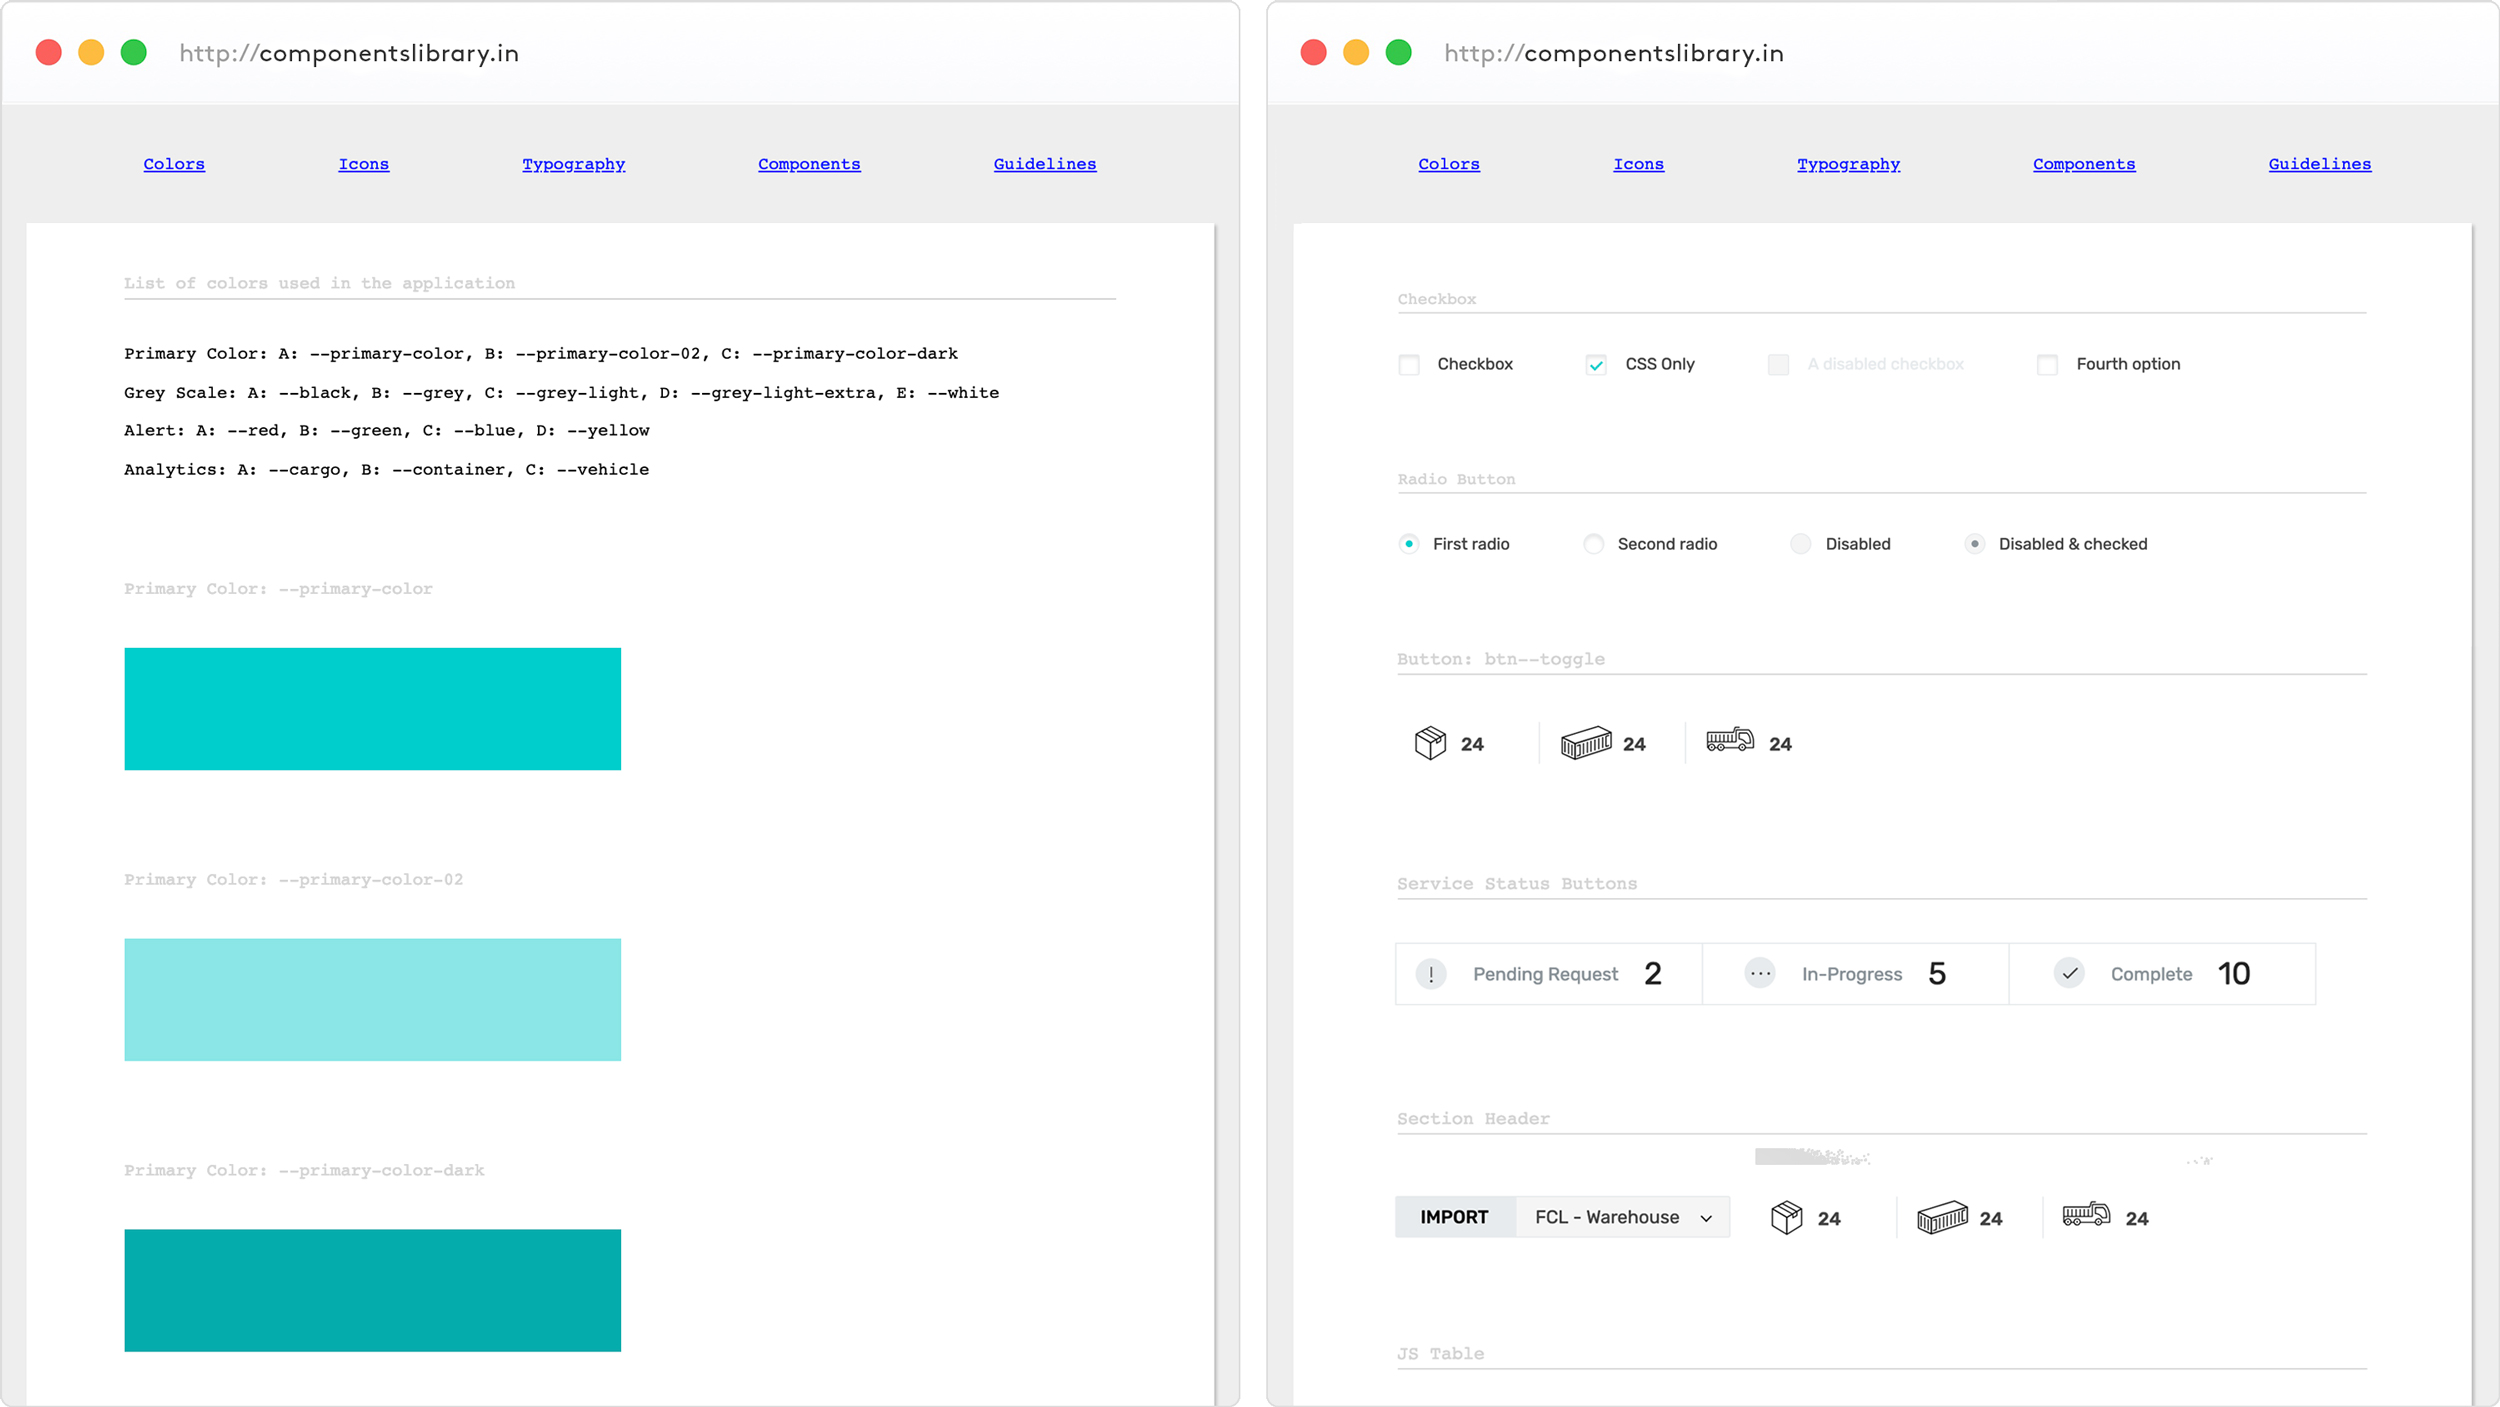 http://componentslibrary.in
Colors Icons Typography Components Guidelines
List of colors used in the application
Primary Color: A: --primary-color, B: --primary-color-02, C: --primary-color-dark
Grey Scale: A: --black, B: --grey, C: --grey-light, D: --grey-light-extra, E: --white
Alert: A: --red, B: --green, C: --blue, D: --yellow
Analytics: A: --cargo, B: --container, C: --vehicle
Primary Color: --primary-color
Primary Color: --primary-color-02
Primary Color: --primary-color-dark
http://componentslibrary.in
Colors Icons Typography Components Guidelines
Checkbox
Checkbox CSS Only A disabled checkbox Fourth option
Radio Button
First radio Second radio Disabled Disabled & checked
Button: btn--toggle
24 24 24
Service Status Buttons
! Pending Request 2 In-Progress 5 Complete 10
Section Header
IMPORT FCL - Warehouse 24 24 24
JS Table